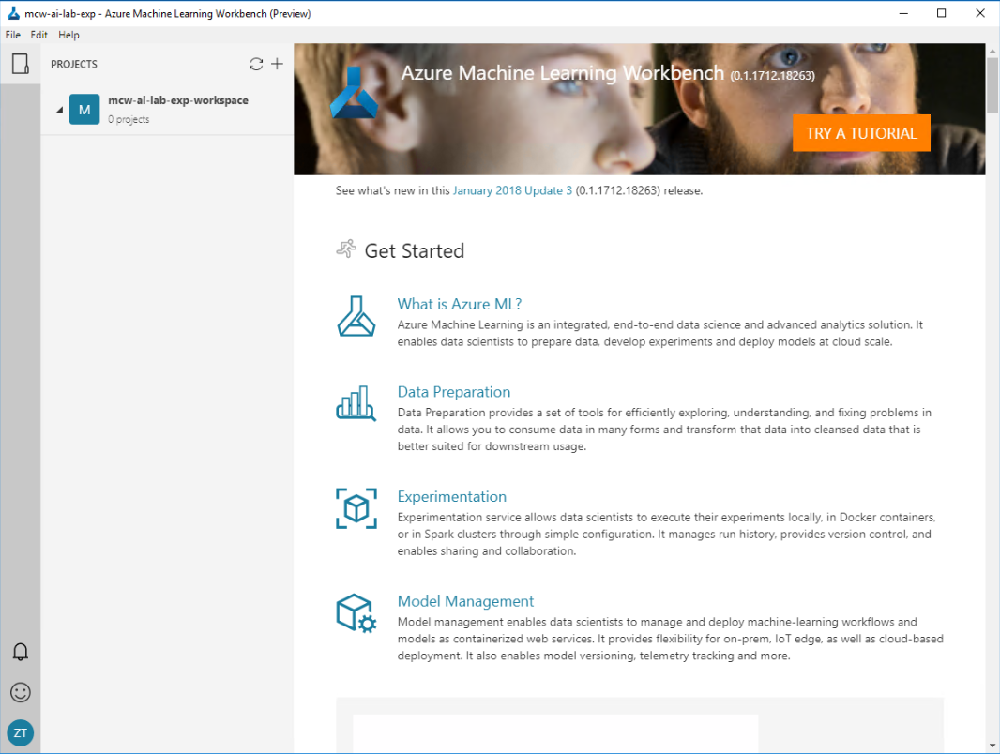 mcw-ai-lab-exp - Azure Machine Learning Workbench (Preview)
File Edit Help
PROJECTS
M
mcw-ai-lab-exp-workspace
0 projects
Azure Machine Learning Workbench (0.1.1712.18263)
TRY A TUTORIAL
See what's new in this January 2018 Update 3 (0.1.1712.18263) release.
Get Started
What is Azure ML?
Azure Machine Learning is an integrated, end-to-end data science and advanced analytics solution. It
enables data scientists to prepare data, develop experiments and deploy models at cloud scale.
Data Preparation
Data Preparation provides a set of tools for efficiently exploring, understanding, and fixing problems in
data. It allows you to consume data in many forms and transform that data into cleansed data that is
better suited for downstream usage.
Experimentation
Experimentation service allows data scientists to execute their experiments locally, in Docker containers,
or in Spark clusters through simple configuration. It manages run history, provides version control, and
enables sharing and collaboration.
Model Management
Model management enables data scientists to manage and deploy machine-learning workflows and
models as containerized web services. It provides flexibility for on-prem, IoT edge, as well as cloud-based
deployment. It also enables model versioning, telemetry tracking and more.
ZT